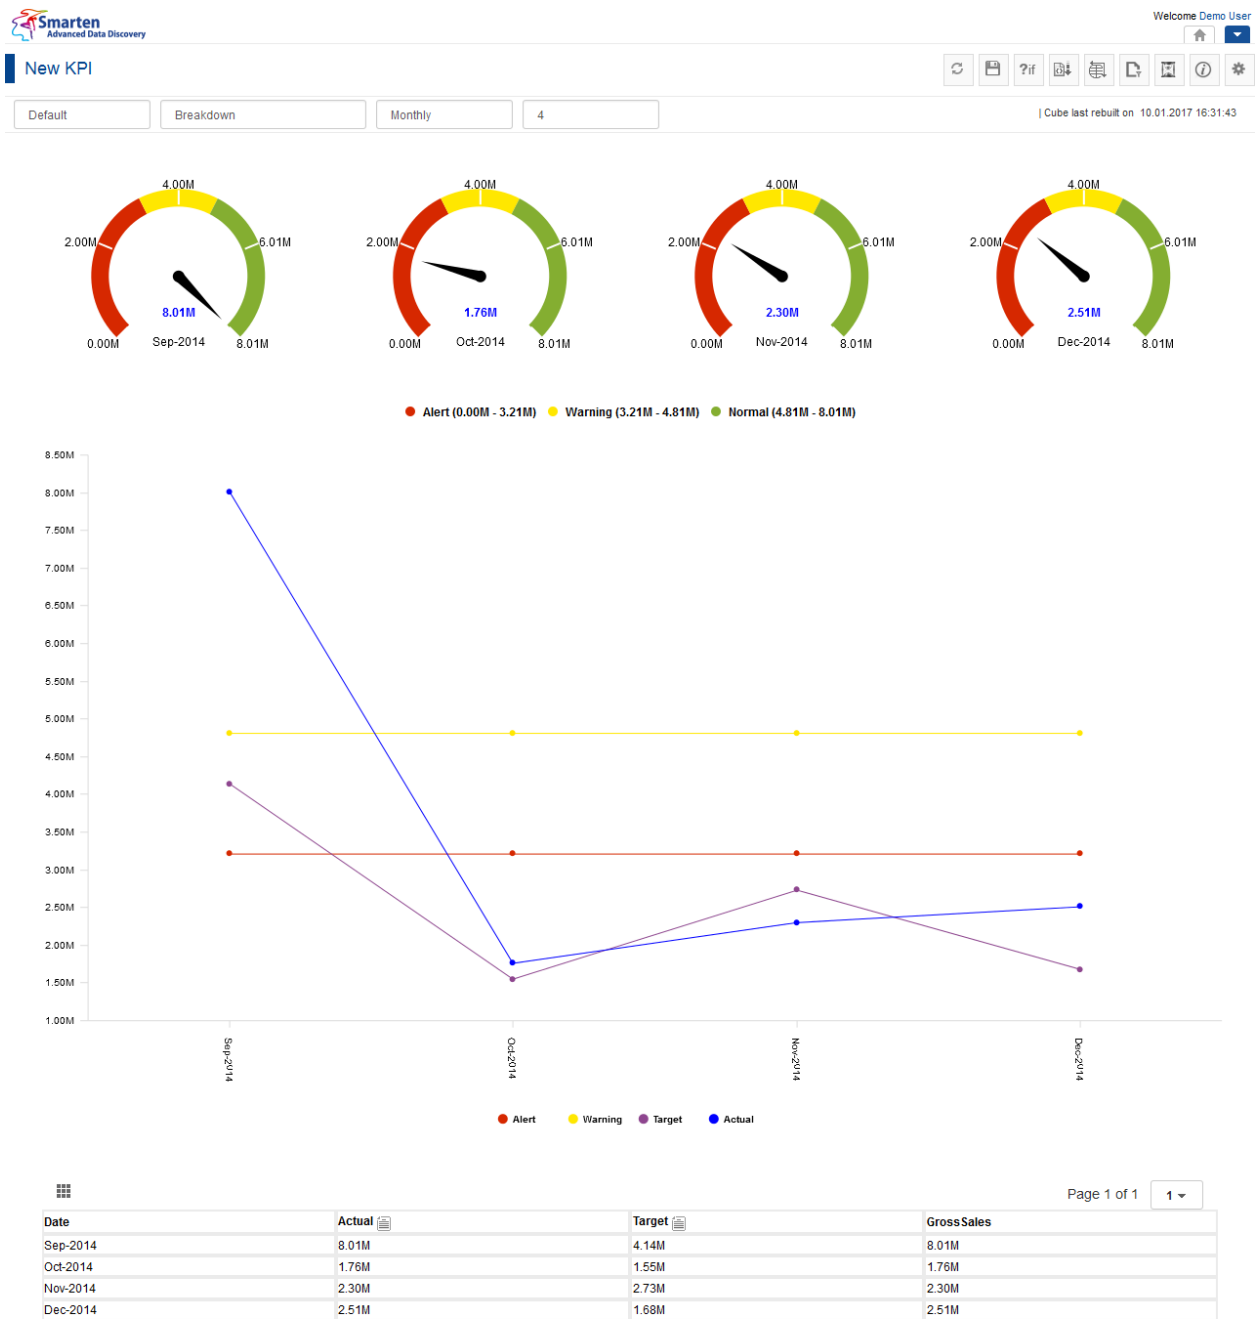 Smarten
Advanced Data Discovery
Welcome Demo User
New KPI
?if
Default Breakdown Monthly 4
| Cube last rebuilt on 10.01.2017 16:31:43
4.00M 4.00M 4.00M 4.00M
2.00M 6.01M 2.00M 6.01M 2.00M 6.01M 2.00M 6.01M
8.01M 1.76M 2.30M 2.51M
0.00M Sep-2014 8.01M 0.00M Oct-2014 8.01M 0.00M Nov-2014 8.01M 0.00M Dec-2014 8.01M
Alert (0.00M - 3.21M) Warning (3.21M - 4.81M) Normal (4.81M - 8.01M)
8.50M
8.00M
7.50M
7.00M
6.50M
6.00M
5.50M
5.00M
4.50M
4.00M
3.50M
3.00M
2.50M
2.00M
1.50M
1.00M
Sep-2014 Oct-2014 Nov-2014 Dec-2014
Alert Warning Target Actual
Page 1 of 1 1
Date Actual Target GrossSales
Sep-2014 8.01M 4.14M 8.01M
Oct-2014 1.76M 1.55M 1.76M
Nov-2014 2.30M 2.73M 2.30M
Dec-2014 2.51M 1.68M 2.51M